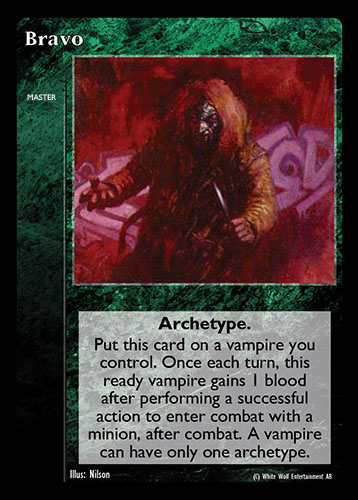 Bravo
MASTER
Archetype.
Put this card on a vampire you
control. Once each turn, this
ready vampire gains 1 blood
after performing a successful
action to enter combat with a
minion, after combat. A vampire
can have only one archetype.
Illus: Nilson
(C) White Wolf Entertainment AB